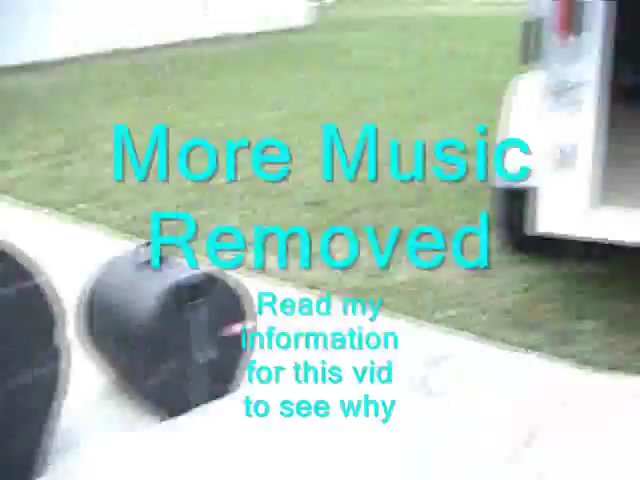 More Music
Removed
Read my
Information
for this vid
to see why